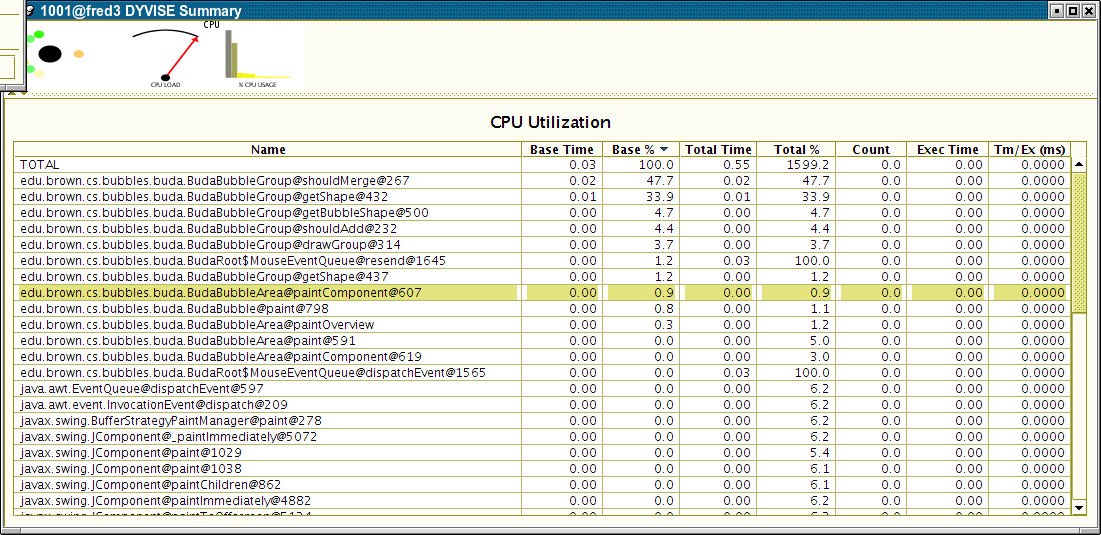 1001@fred3 DYVISE Summary
CPU
CPU LOAD
% CPU USAGE
CPU Utilization
Name Base Time Base % Total Time Total % Count Exec Time Tm/Ex (ms)
TOTAL 0.03 100.0 0.55 1599.2 0.0 0.00 0.0000
edu.brown.cs.bubbles.buda.BudaBubbleGroup@shouldMerge@267 0.02 47.7 0.02 47.7 0.0 0.00 0.0000
edu.brown.cs.bubbles.buda.BudaBubbleGroup@getShape@432 0.01 33.9 0.01 33.9 0.0 0.00 0.0000
edu.brown.cs.bubbles.buda.BudaBubbleGroup@getBubbleShape@500 0.00 4.7 0.00 4.7 0.0 0.00 0.0000
edu.brown.cs.bubbles.buda.BudaBubbleGroup@shouldAdd@232 0.00 4.4 0.00 4.4 0.0 0.00 0.0000
edu.brown.cs.bubbles.buda.BudaBubbleGroup@drawGroup@314 0.00 3.7 0.00 3.7 0.0 0.00 0.0000
edu.brown.cs.bubbles.buda.BudaRoot$MouseEventQueue@resend@1645 0.00 1.2 0.03 100.0 0.0 0.00 0.0000
edu.brown.cs.bubbles.buda.BudaBubbleGroup@getShape@437 0.00 1.2 0.00 1.2 0.0 0.00 0.0000
edu.brown.cs.bubbles.buda.BudaBubbleArea@paintComponent@607 0.00 0.9 0.00 0.9 0.0 0.00 0.0000
edu.brown.cs.bubbles.buda.BudaBubble@paint@798 0.00 0.8 0.00 1.1 0.0 0.00 0.0000
edu.brown.cs.bubbles.buda.BudaBubbleArea@paintOverview 0.00 0.3 0.00 1.2 0.0 0.00 0.0000
edu.brown.cs.bubbles.buda.BudaBubbleArea@paint@591 0.00 0.0 0.00 5.0 0.0 0.00 0.0000
edu.brown.cs.bubbles.buda.BudaBubbleArea@paintComponent@619 0.00 0.0 0.00 3.0 0.0 0.00 0.0000
edu.brown.cs.bubbles.buda.BudaRoot$MouseEventQueue@dispatchEvent@1565 0.00 0.0 0.03 100.0 0.0 0.00 0.0000
java.awt.EventQueue@dispatchEvent@597 0.00 0.0 0.00 6.2 0.0 0.00 0.0000
java.awt.event.InvocationEvent@dispatch@209 0.00 0.0 0.00 6.2 0.0 0.00 0.0000
javax.swing.BufferStrategyPaintManager@paint@278 0.00 0.0 0.00 6.2 0.0 0.00 0.0000
javax.swing.JComponent@_paintImmediately@5072 0.00 0.0 0.00 6.2 0.0 0.00 0.0000
javax.swing.JComponent@paint@1029 0.00 0.0 0.00 5.4 0.0 0.00 0.0000
javax.swing.JComponent@paint@1038 0.00 0.0 0.00 6.1 0.0 0.00 0.0000
javax.swing.JComponent@paintChildren@862 0.00 0.0 0.00 6.1 0.0 0.00 0.0000
javax.swing.JComponent@paintImmediately@4882 0.00 0.0 0.00 6.2 0.0 0.00 0.0000